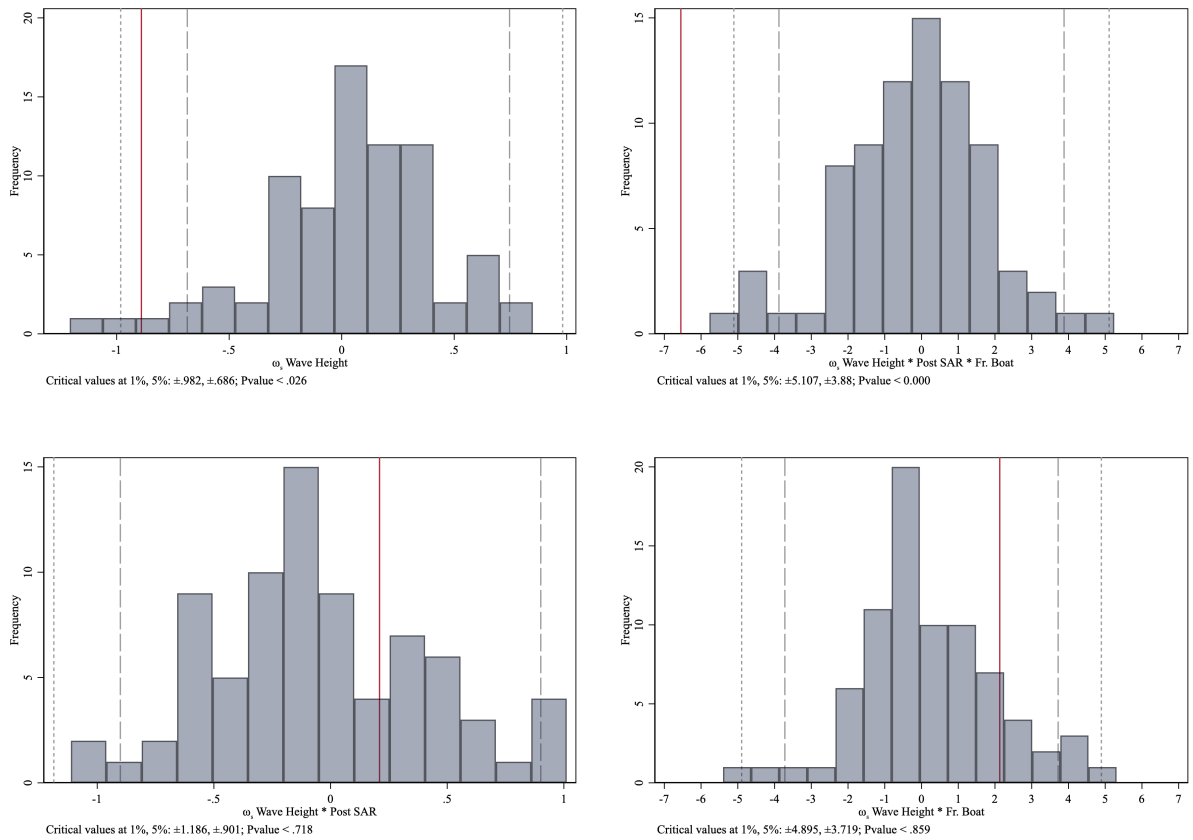 20
15
10
5
0
Frequency
-1
-.5
0
.5
1
ωs Wave Height
Critical values at 1%, 5%: ±.982, ±.686; Pvalue < .026
15
10
5
0
Frequency
-7 -6 -5 -4 -3 -2 -1 0 1 2 3 4 5 6 7
ωs Wave Height * Post SAR * Fr. Boat
Critical values at 1%, 5%: ±5.107, ±3.88; Pvalue < 0.000
15
10
5
0
Frequency
-1
-.5
0
.5
1
ωs Wave Height * Post SAR
Critical values at 1%, 5%: ±1.186, ±.901; Pvalue < .718
20
15
10
5
0
Frequency
-7 -6 -5 -4 -3 -2 -1 0 1 2 3 4 5 6 7
ωs Wave Height * Fr. Boat
Critical values at 1%, 5%: ±4.895, ±3.719; Pvalue < .859